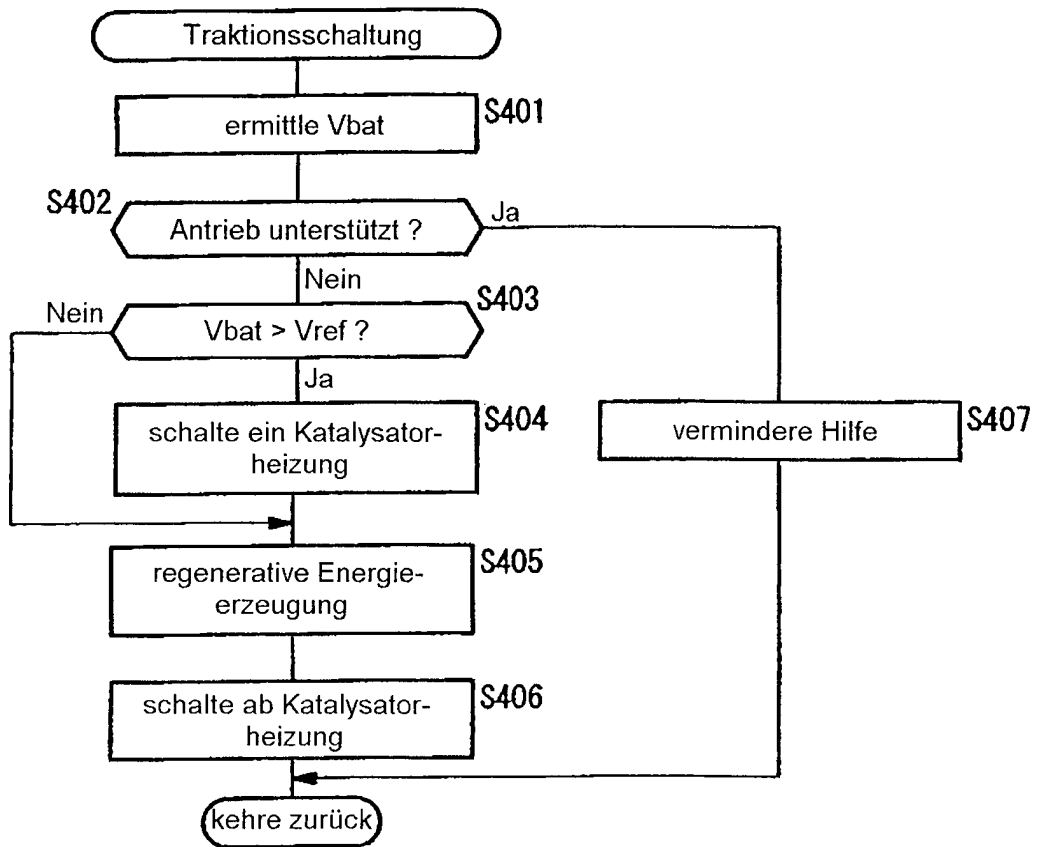 Traktionsschaltung
ermittle Vbat
S401
S402
Antrieb unterstützt ?
Ja
Nein
S403
Nein
Vbat > Vref ?
Ja
schalte ein Katalysator-
heizung
S404
vermindere Hilfe
S407
regenerative Energie-
erzeugung
S405
schalte ab Katalysator-
heizung
S406
kehre zurück